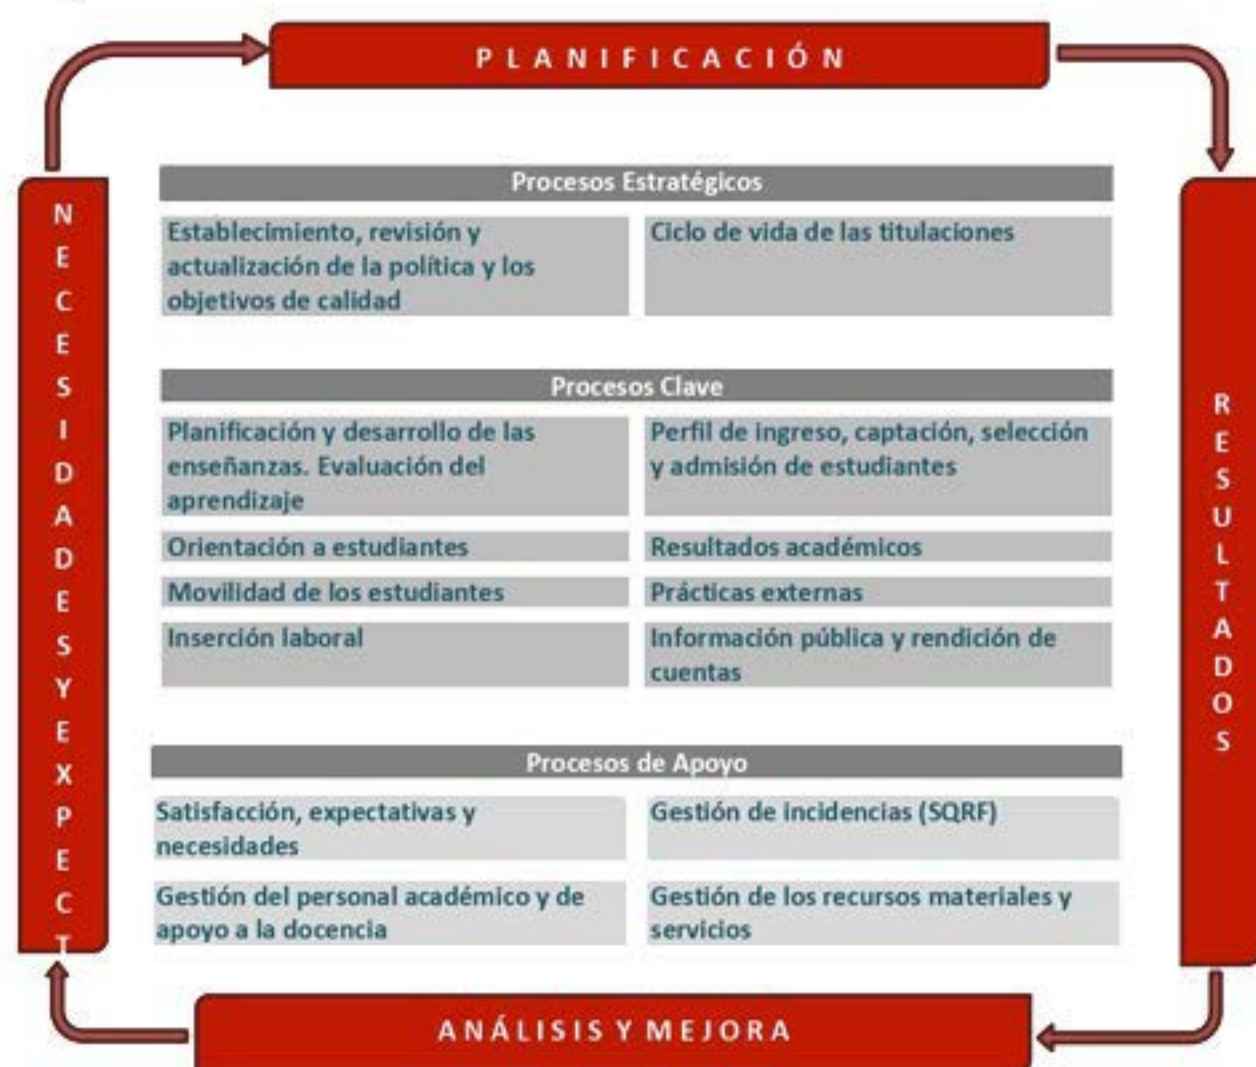 PLANIFICACIÓN
NECESIDADES Y EXPECT
Procesos Estratégicos
Establecimiento, revisión y
actualización de la política y los
objetivos de calidad
Ciclo de vida de las titulaciones
Procesos Clave
Planificación y desarrollo de las
enseñanzas. Evaluación del
aprendizaje
Perfil de ingreso, captación, selección
y admisión de estudiantes
Orientación a estudiantes
Resultados académicos
Movilidad de los estudiantes
Prácticas externas
Inserción laboral
Información pública y rendición de
cuentas
Procesos de Apoyo
Satisfacción, expectativas y
necesidades
Gestión de incidencias (SQRF)
Gestión del personal académico y de
apoyo a la docencia
Gestión de los recursos materiales y
servicios
RESULTADOS
ANÁLISIS Y MEJORA